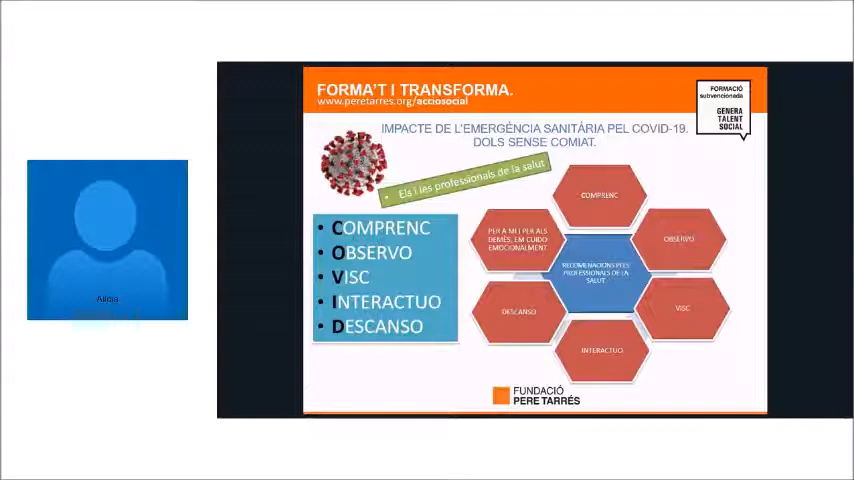 FORMA'T I TRANSFORMA.
www.peretarres.org/acciosocial
FORMACIÓ
subvencionada
GENERA
TALENT
SOCIAL
IMPACTE DE L'EMERGÈNCIA SANITÀRIA PEL COVID-19.
DOLS SENSE COMIAT.
• Els i les professionals de la salut
• COMPRENC
• OBSERVO
• VISC
• INTERACTUO
• DESCANSO
COMPRENC
PER A MI I PER ALS
DEMÉS, EM CUIDO
EMOCIONALMENT
OBSERVO
RECOMENACIONS PELS
PROFESSIONALS DE LA
SALUT
DESCANSO
VISC
INTERACTUO
Alicia
FUNDACIÓ
PERE TARRÉS